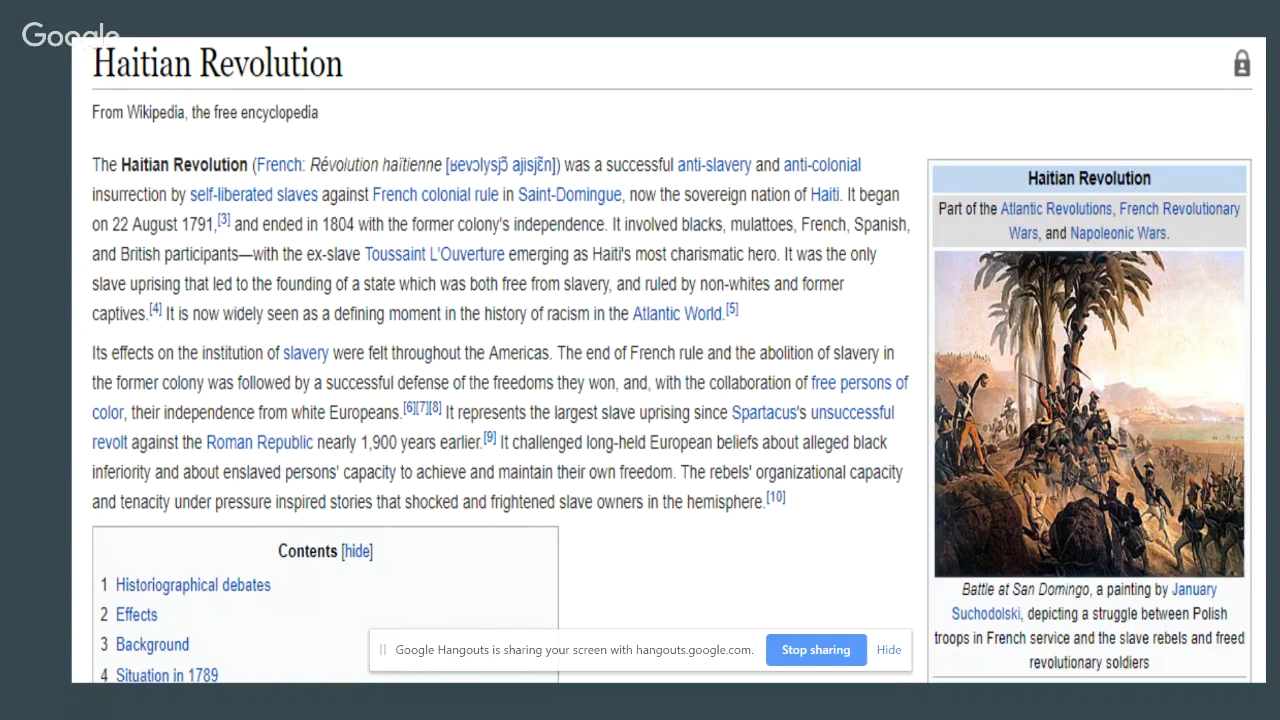 Google
Haitian Revolution
From Wikipedia, the free encyclopedia
The Haitian Revolution (French: Révolution haïtienne [ʁevɔlysjɔ̃ ajisjɛ̃n]) was a successful anti-slavery and anti-colonial
insurrection by self-liberated slaves against French colonial rule in Saint-Domingue, now the sovereign nation of Haiti. It began
on 22 August 1791,[3] and ended in 1804 with the former colony's independence. It involved blacks, mulattoes, French, Spanish,
and British participants—with the ex-slave Toussaint L'Ouverture emerging as Haiti's most charismatic hero. It was the only
slave uprising that led to the founding of a state which was both free from slavery, and ruled by non-whites and former
captives.[4] It is now widely seen as a defining moment in the history of racism in the Atlantic World.[5]
Its effects on the institution of slavery were felt throughout the Americas. The end of French rule and the abolition of slavery in
the former colony was followed by a successful defense of the freedoms they won, and, with the collaboration of free persons of
color, their independence from white Europeans.[6][7][8] It represents the largest slave uprising since Spartacus's unsuccessful
revolt against the Roman Republic nearly 1,900 years earlier.[9] It challenged long-held European beliefs about alleged black
inferiority and about enslaved persons' capacity to achieve and maintain their own freedom. The rebels' organizational capacity
and tenacity under pressure inspired stories that shocked and frightened slave owners in the hemisphere.[10]
Contents [hide]
1 Historiographical debates
2 Effects
3 Background
4 Situation in 1789
Haitian Revolution
Part of the Atlantic Revolutions, French Revolutionary
Wars, and Napoleonic Wars.
Battle at San Domingo, a painting by January
Suchodolski, depicting a struggle between Polish
troops in French service and the slave rebels and freed
revolutionary soldiers
Google Hangouts is sharing your screen with hangouts.google.com.
Stop sharing
Hide